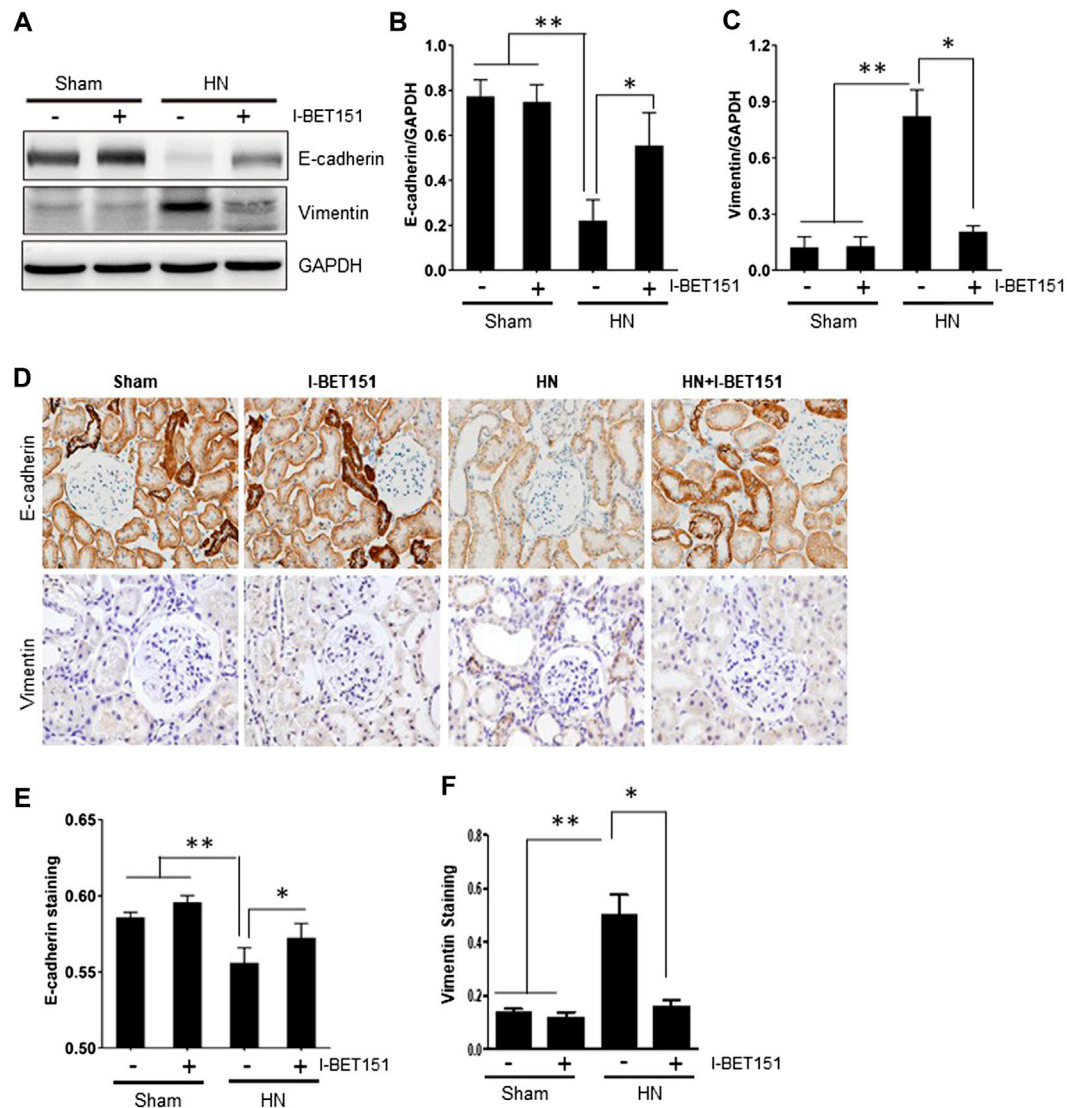 A
Sham HN
- + - + I-BET151
E-cadherin
Vimentin
GAPDH
B
**
*
1.0
0.8
0.6
0.4
0.2
0.0
E-cadherin/GAPDH
- + - + I-BET151
Sham HN
C
**
*
1.2
0.9
0.6
0.3
0.0
Vimentin/GAPDH
- + - + I-BET151
Sham HN
D
Sham I-BET151 HN HN+I-BET151
E-cadherin
Vimentin
E
**
*
0.65
0.60
0.55
0.50
E-cadherin staining
- + - + I-BET151
Sham HN
F
**
*
0.8
0.6
0.4
0.2
0.0
Vimentin Staining
- + - + I-BET151
Sham HN